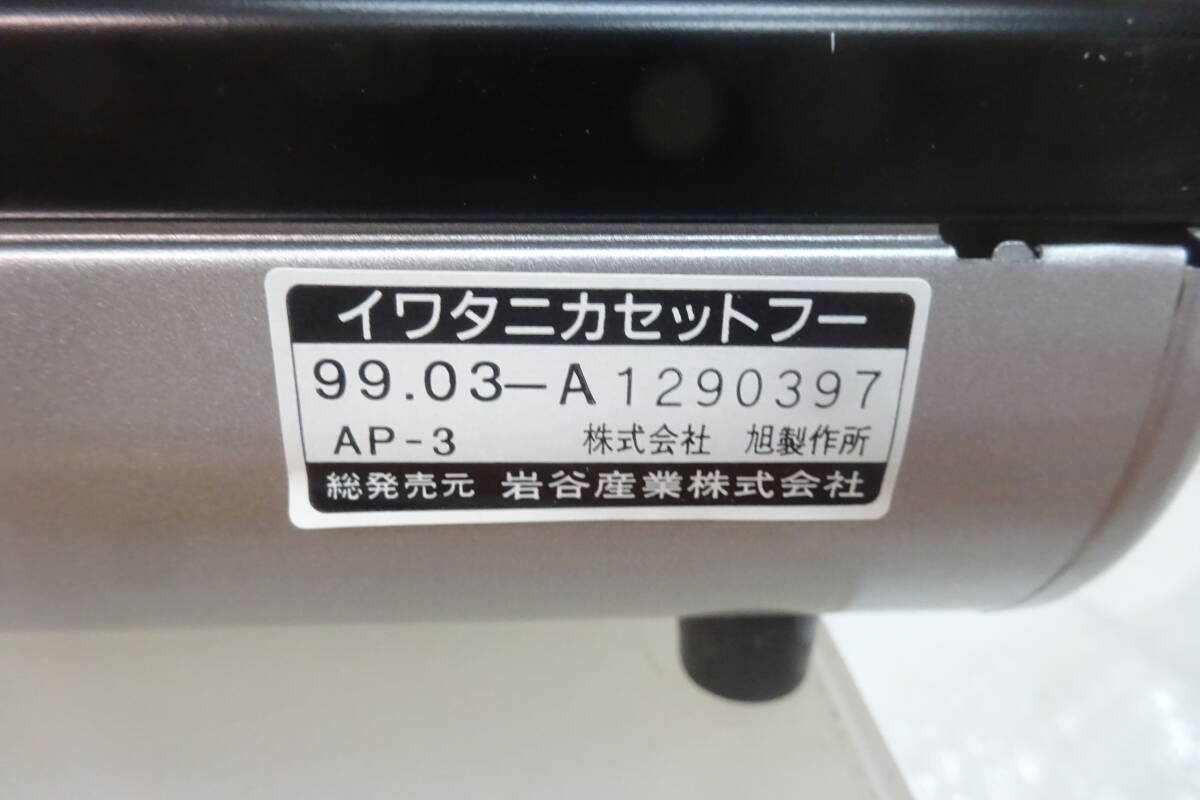 イワタニカセットフー
99.03-A1290397
AP-3 株式会社 旭製作所
総発売元 岩谷産業株式会社